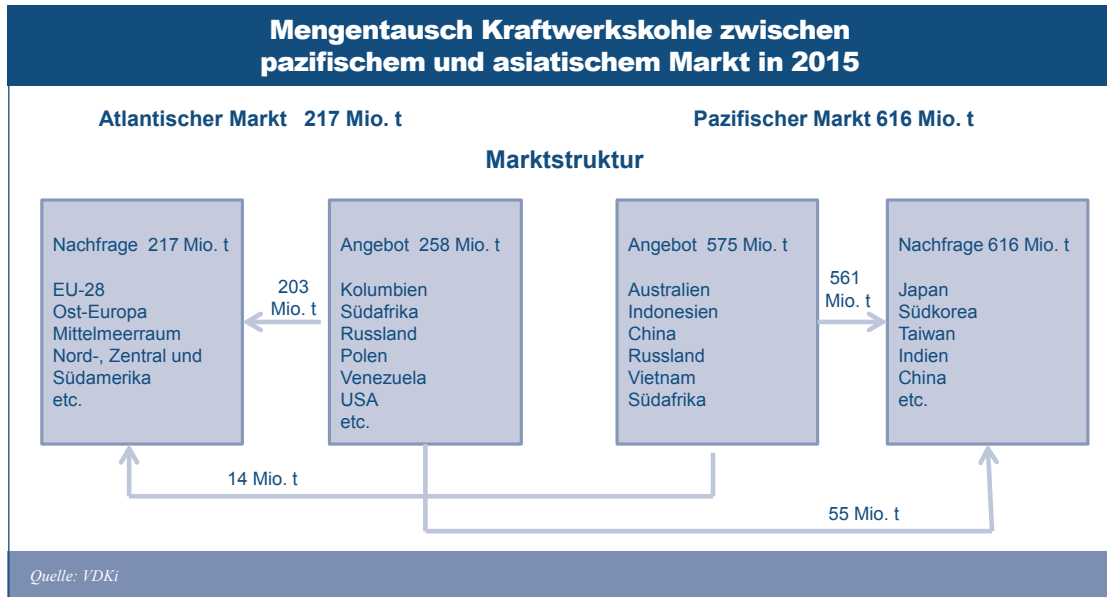 Mengentausch Kraftwerkskohle zwischen
pazifischem und asiatischem Markt in 2015
Atlantischer Markt 217 Mio. t
Pazifischer Markt 616 Mio. t
Marktstruktur
Nachfrage 217 Mio. t
EU-28
Ost-Europa
Mittelmeerraum
Nord-, Zentral und
Südamerika
etc.
203
Mio. t
Angebot 258 Mio. t
Kolumbien
Südafrika
Russland
Polen
Venezuela
USA
etc.
Angebot 575 Mio. t
Australien
Indonesien
China
Russland
Vietnam
Südafrika
561
Mio. t
Nachfrage 616 Mio. t
Japan
Südkorea
Taiwan
Indien
China
etc.
14 Mio. t
55 Mio. t
Quelle: VDKi